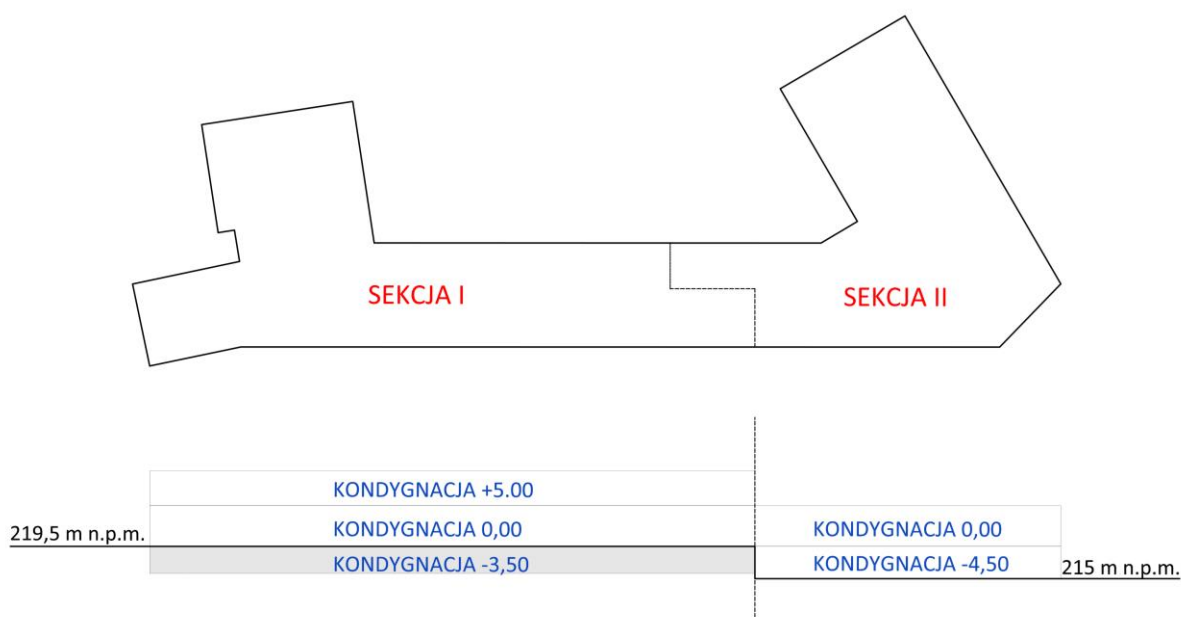 SEKCJA I
SEKCJA II
KONDYGNACJA +5.00
219,5 m n.p.m.
KONDYGNACJA 0,00
KONDYGNACJA 0,00
KONDYGNACJA -3,50
KONDYGNACJA -4,50
215 m n.p.m.